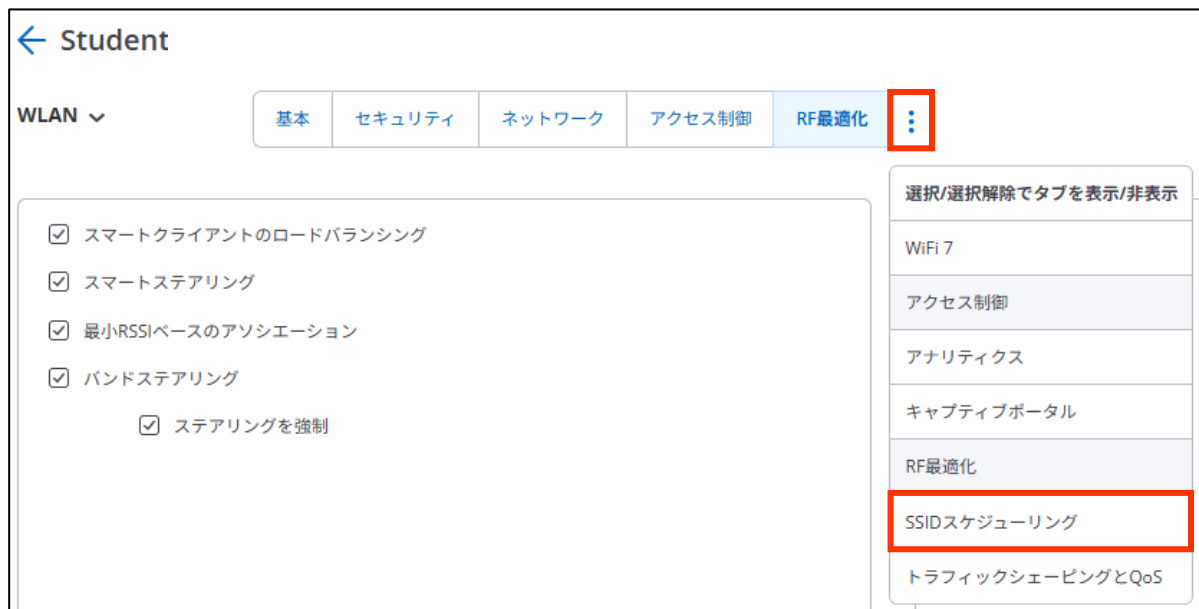 Student
WLAN
基本 セキュリティ ネットワーク アクセス制御 RF最適化
選択/選択解除でタブを表示/非表示
WiFi 7
アクセス制御
アナリティクス
キャプティブポータル
RF最適化
SSIDスケジューリング
トラフィックシェーピングとQoS
スマートクライアントのロードバランシング
スマートステアリング
最小RSSIベースのアソシエーション
バンドステアリング
ステアリングを強制